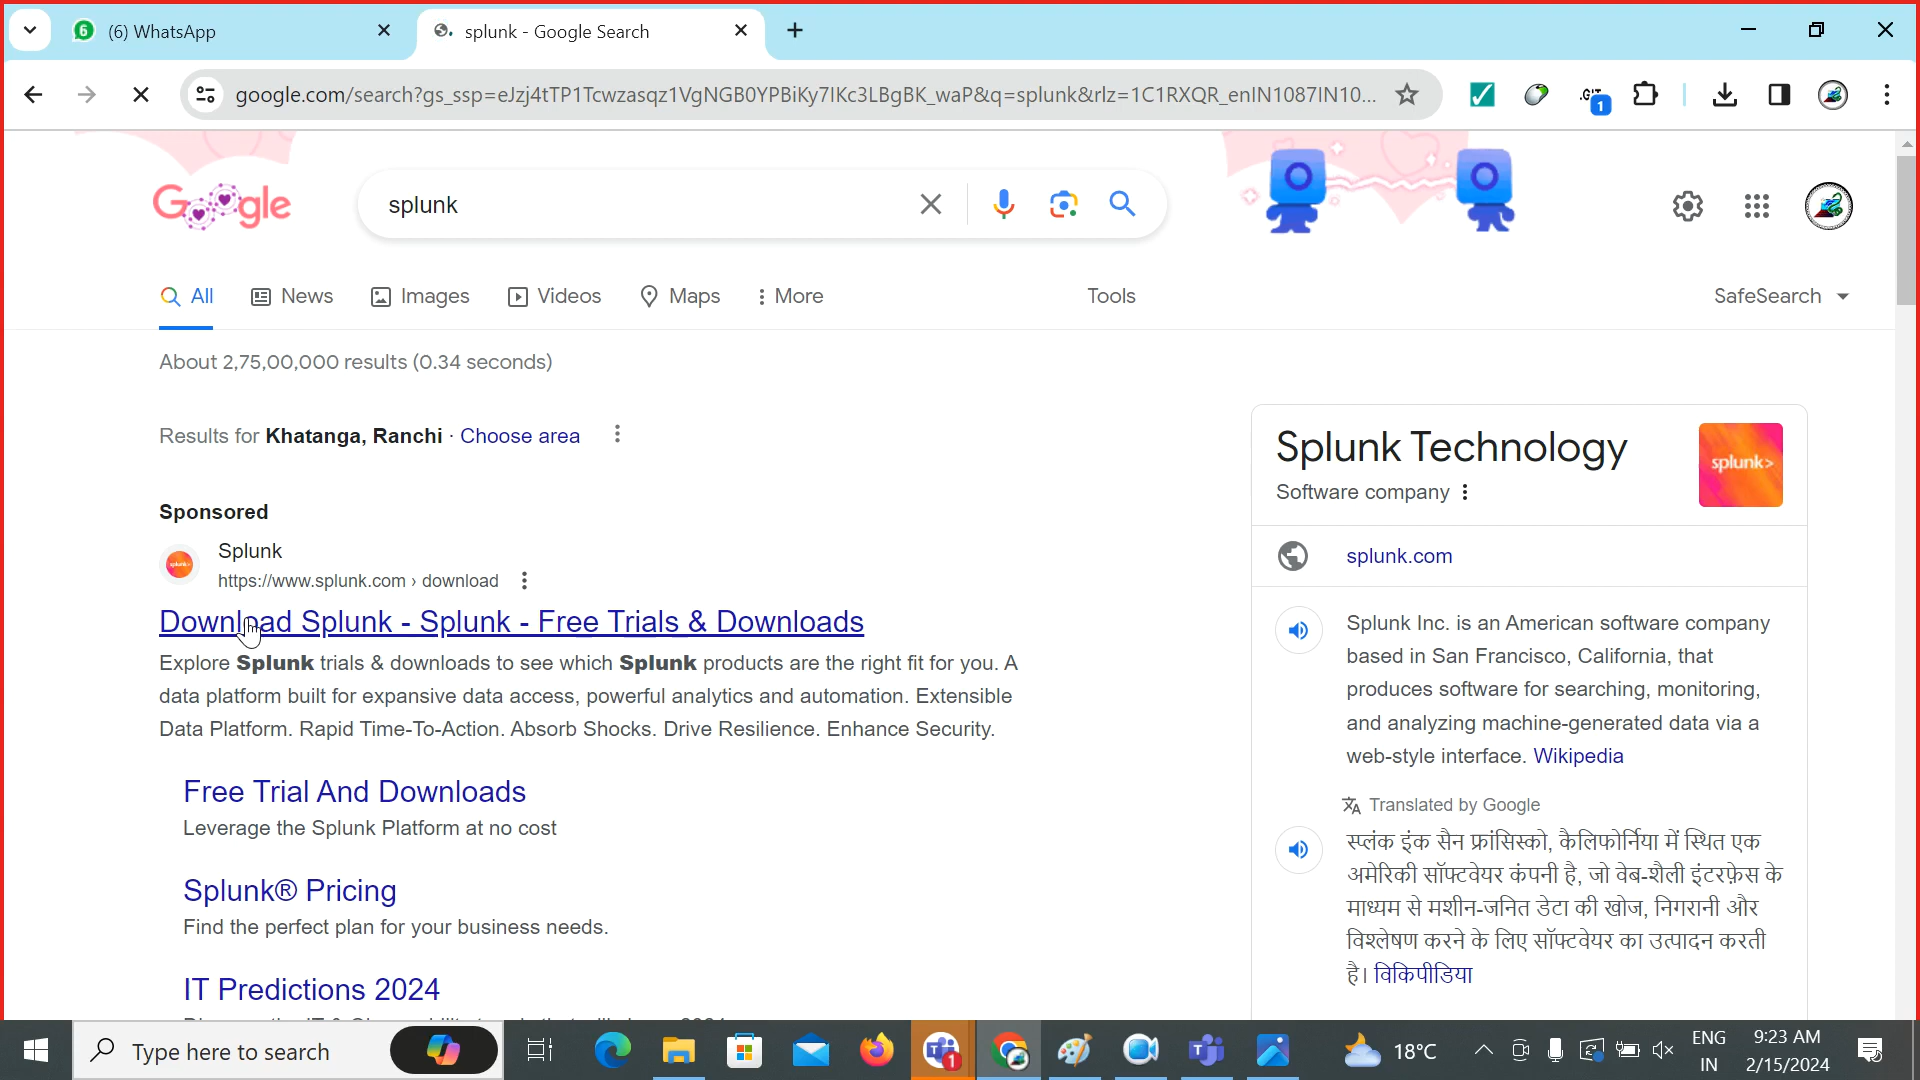 6 (6) WhatsApp
splunk - Google Search
google.com/search?gs_ssp=eJzj4tTP1Tcwzasqz1VgNGB0YPBiKy7IKc3LBgBK_waP&q=splunk&rlz=1C1RXQR_enIN1087IN10...
.GIT
1
Google
splunk
All
News
Images
Videos
Maps
More
Tools
SafeSearch
About 2,75,00,000 results (0.34 seconds)
Results for Khatanga, Ranchi · Choose area
Sponsored
Splunk
https://www.splunk.com › download
Download Splunk - Splunk - Free Trials & Downloads
Explore Splunk trials & downloads to see which Splunk products are the right fit for you. A
data platform built for expansive data access, powerful analytics and automation. Extensible
Data Platform. Rapid Time-To-Action. Absorb Shocks. Drive Resilience. Enhance Security.
Free Trial And Downloads
Leverage the Splunk Platform at no cost
Splunk® Pricing
Find the perfect plan for your business needs.
IT Predictions 2024
Splunk Technology
Software company
splunk>
splunk.com
Splunk Inc. is an American software company
based in San Francisco, California, that
produces software for searching, monitoring,
and analyzing machine-generated data via a
web-style interface. Wikipedia
Translated by Google
स्प्लंक इंक सैन फ्रांसिस्को, कैलिफोर्निया में स्थित एक
अमेरिकी सॉफ्टवेयर कंपनी है, जो वेब-शैली इंटरफ़ेस के
माध्यम से मशीन-जनित डेटा की खोज, निगरानी और
विश्लेषण करने के लिए सॉफ्टवेयर का उत्पादन करती
है। विकिपीडिया
Type here to search
1
18°C
ENG
IN
9:23 AM
2/15/2024